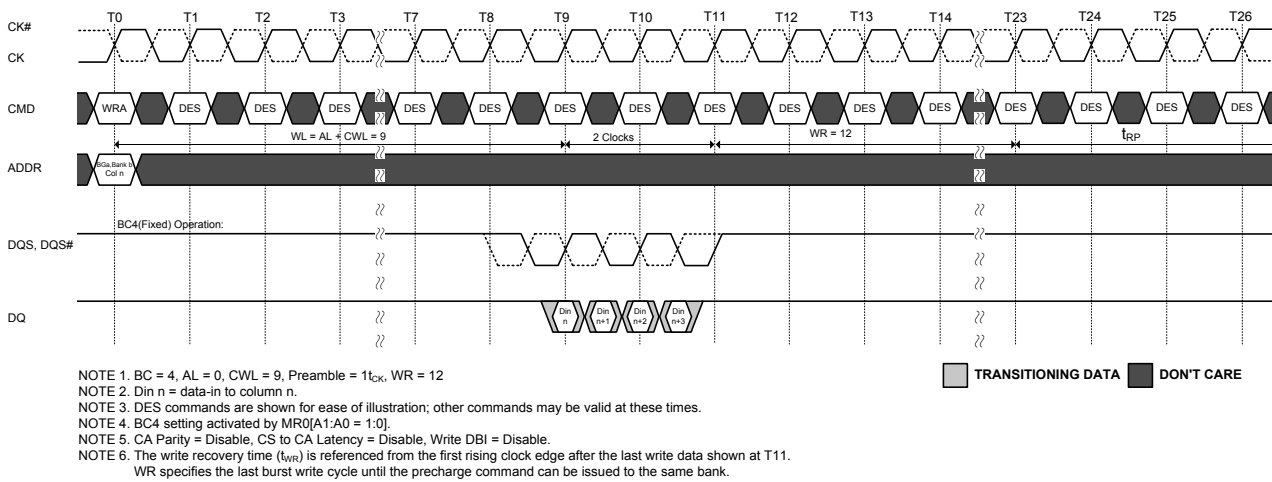 CK#
T0 T1 T2 T3 T7 T8 T9 T10 T11 T12 T13 T14 T23 T24 T25 T26
CK
CMD WRA DES DES DES DES DES DES DES DES DES DES DES DES DES DES DES
WL = AL + CWL = 9 2 Clocks WR = 12 tRP
ADDR BGa,Bank b
Col n
BC4(Fixed) Operation:
DQS, DQS#
DQ Din n Din n+1 Din n+2 Din n+3
NOTE 1. BC = 4, AL = 0, CWL = 9, Preamble = 1tCK, WR = 12
NOTE 2. Din n = data-in to column n.
NOTE 3. DES commands are shown for ease of illustration; other commands may be valid at these times.
NOTE 4. BC4 setting activated by MR0[A1:A0 = 1:0].
NOTE 5. CA Parity = Disable, CS to CA Latency = Disable, Write DBI = Disable.
NOTE 6. The write recovery time (tWR) is referenced from the first rising clock edge after the last write data shown at T11.
WR specifies the last burst write cycle until the precharge command can be issued to the same bank.
TRANSITIONING DATA DON'T CARE